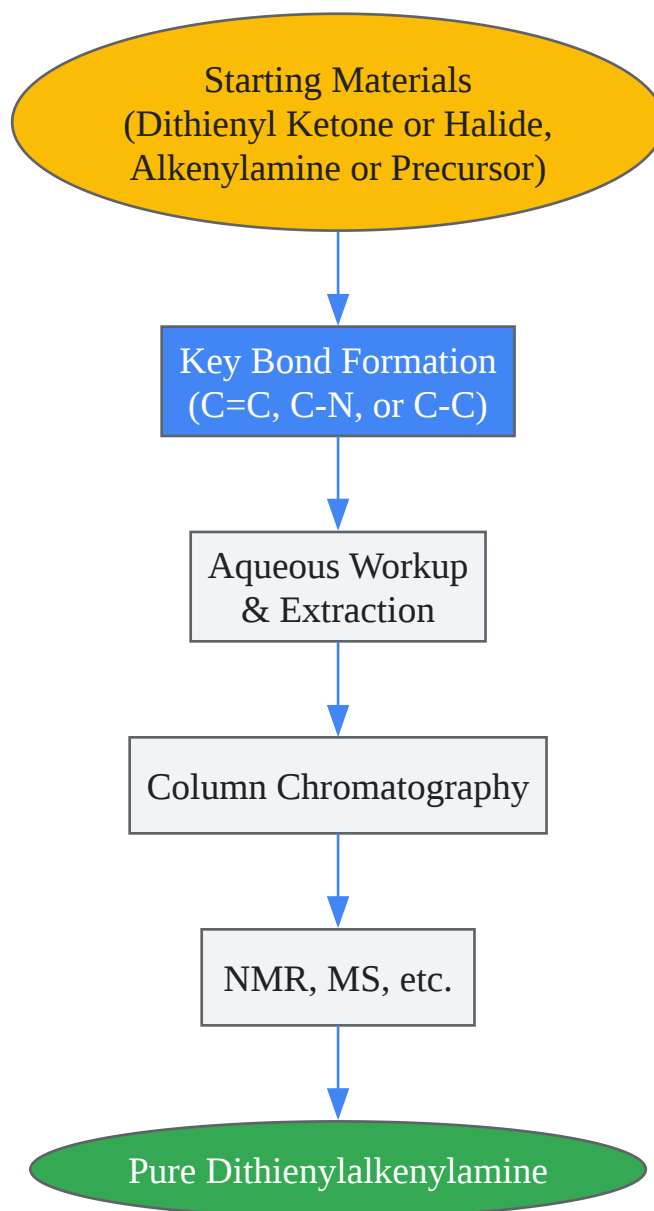 Starting Materials
(Dithienyl Ketone or Halide,
Alkenylamine or Precursor)
Key Bond Formation
(C=C, C-N, or C-C)
Aqueous Workup
& Extraction
Column Chromatography
NMR, MS, etc.
Pure Dithienylalkenylamine